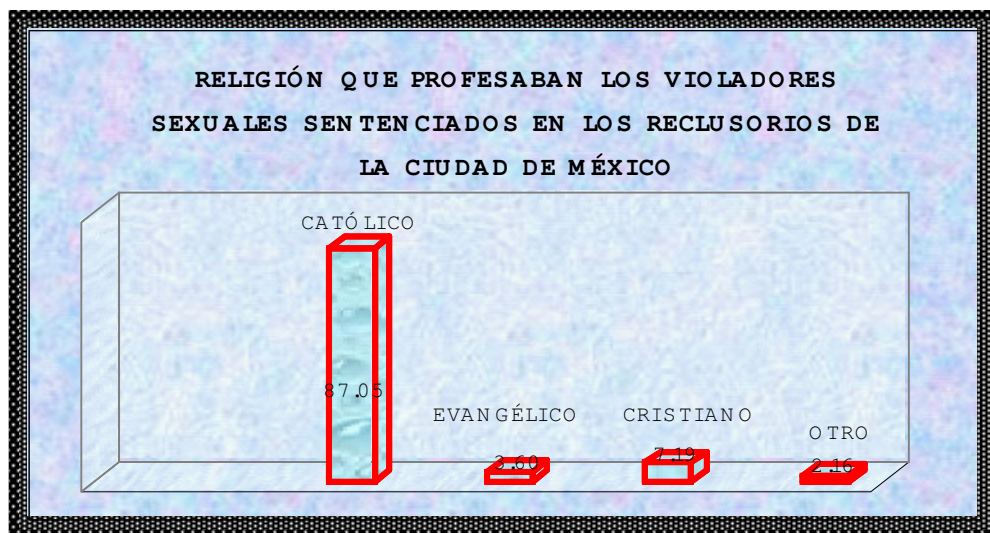 RELIGIÓN QUE PROFESABAN LOS VIOLADORES
SEXUALES SENTENCIADOS EN LOS RECLUSORIOS DE
LA CIUDAD DE MÉXICO
CATÓLICO
87.05
EVANGÉLICO
3.60
CRISTIANO
7.19
OTRO
2.16